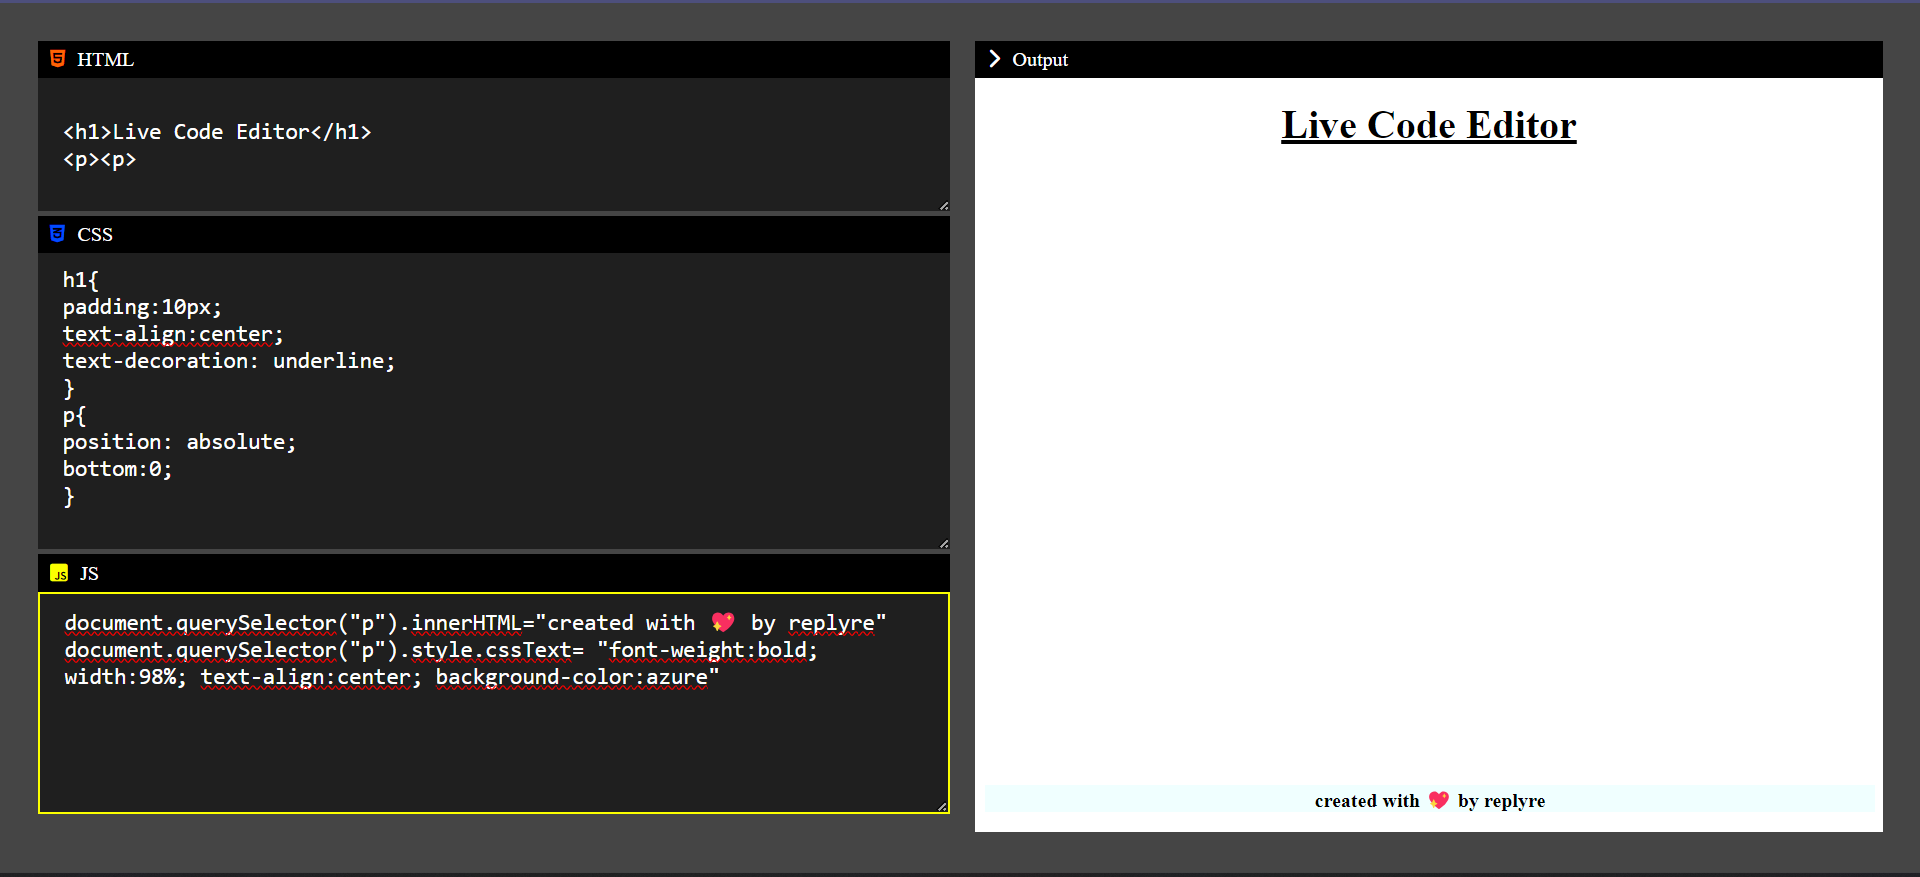 HTML
<h1>Live Code Editor</h1>
<p><p>
CSS
h1{
padding:10px;
text-align:center;
text-decoration: underline;
}
p{
position: absolute;
bottom:0;
}
JS
document.querySelector("p").innerHTML="created with 💖 by replyre"
document.querySelector("p").style.cssText= "font-weight:bold;
width:98%; text-align:center; background-color:azure"
Output
Live Code Editor
created with 💖 by replyre